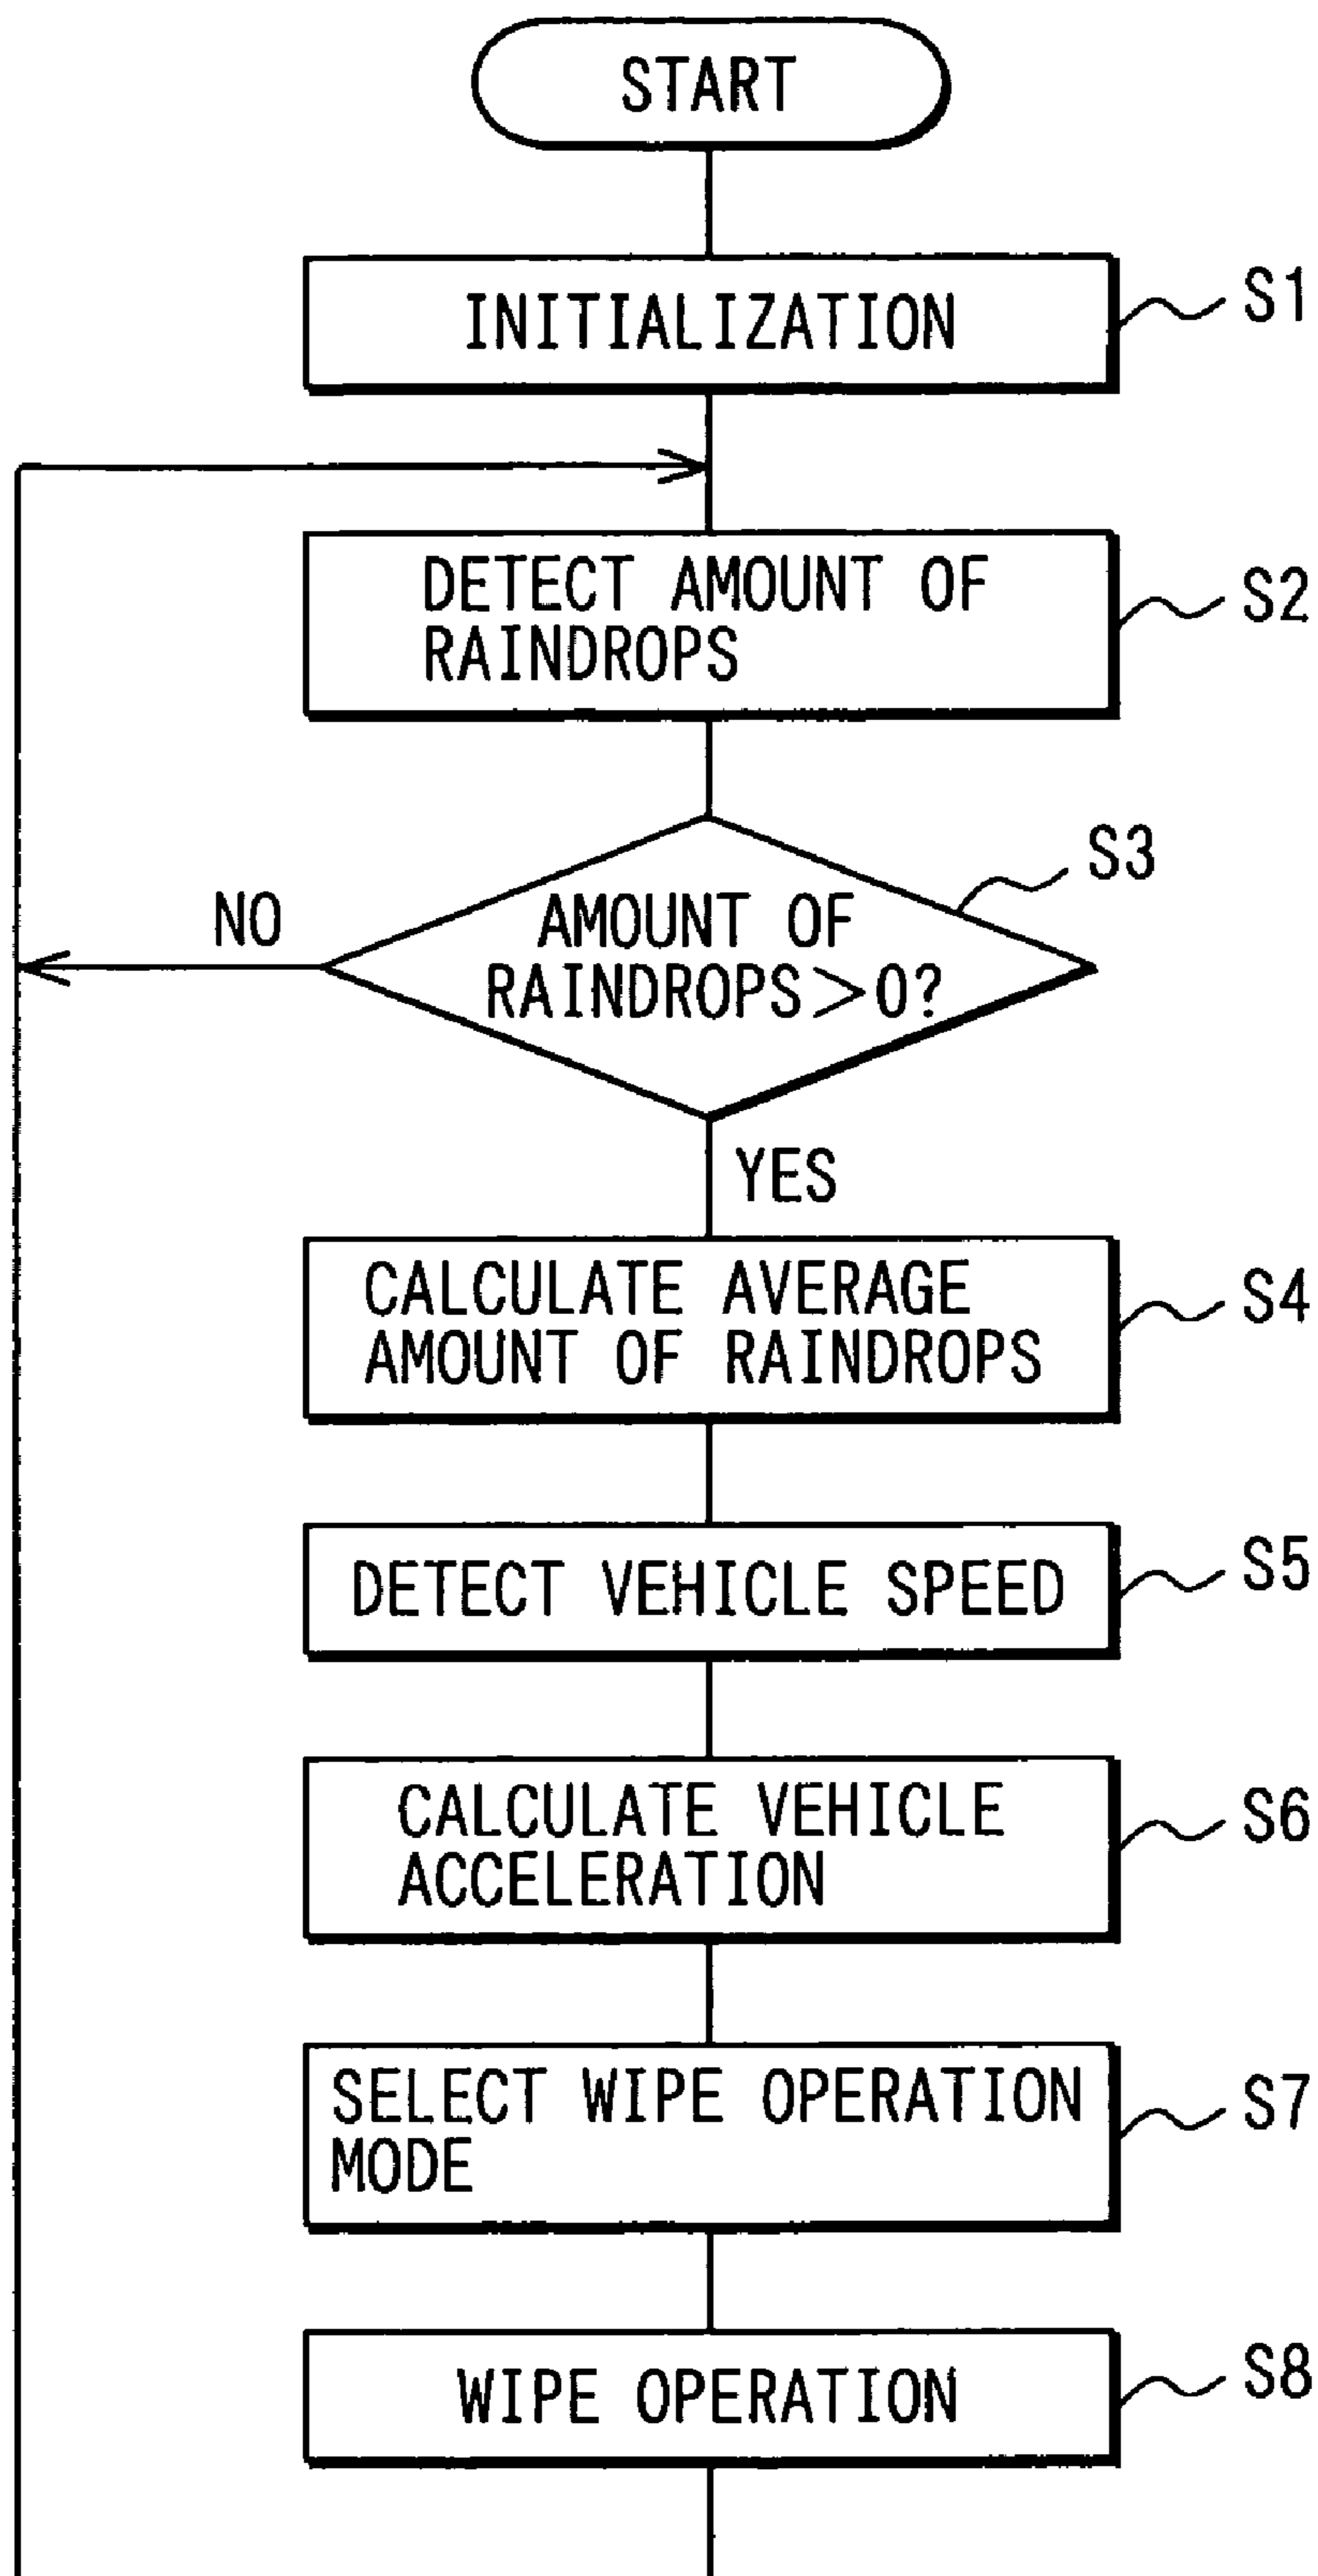 START
INITIALIZATION
S1
DETECT AMOUNT OF
RAINDROPS
S2
S3
NO
AMOUNT OF
RAINDROPS>0?
YES
CALCULATE AVERAGE
AMOUNT OF RAINDROPS
S4
DETECT VEHICLE SPEED
S5
CALCULATE VEHICLE
ACCELERATION
S6
SELECT WIPE OPERATION
MODE
S7
WIPE OPERATION
S8